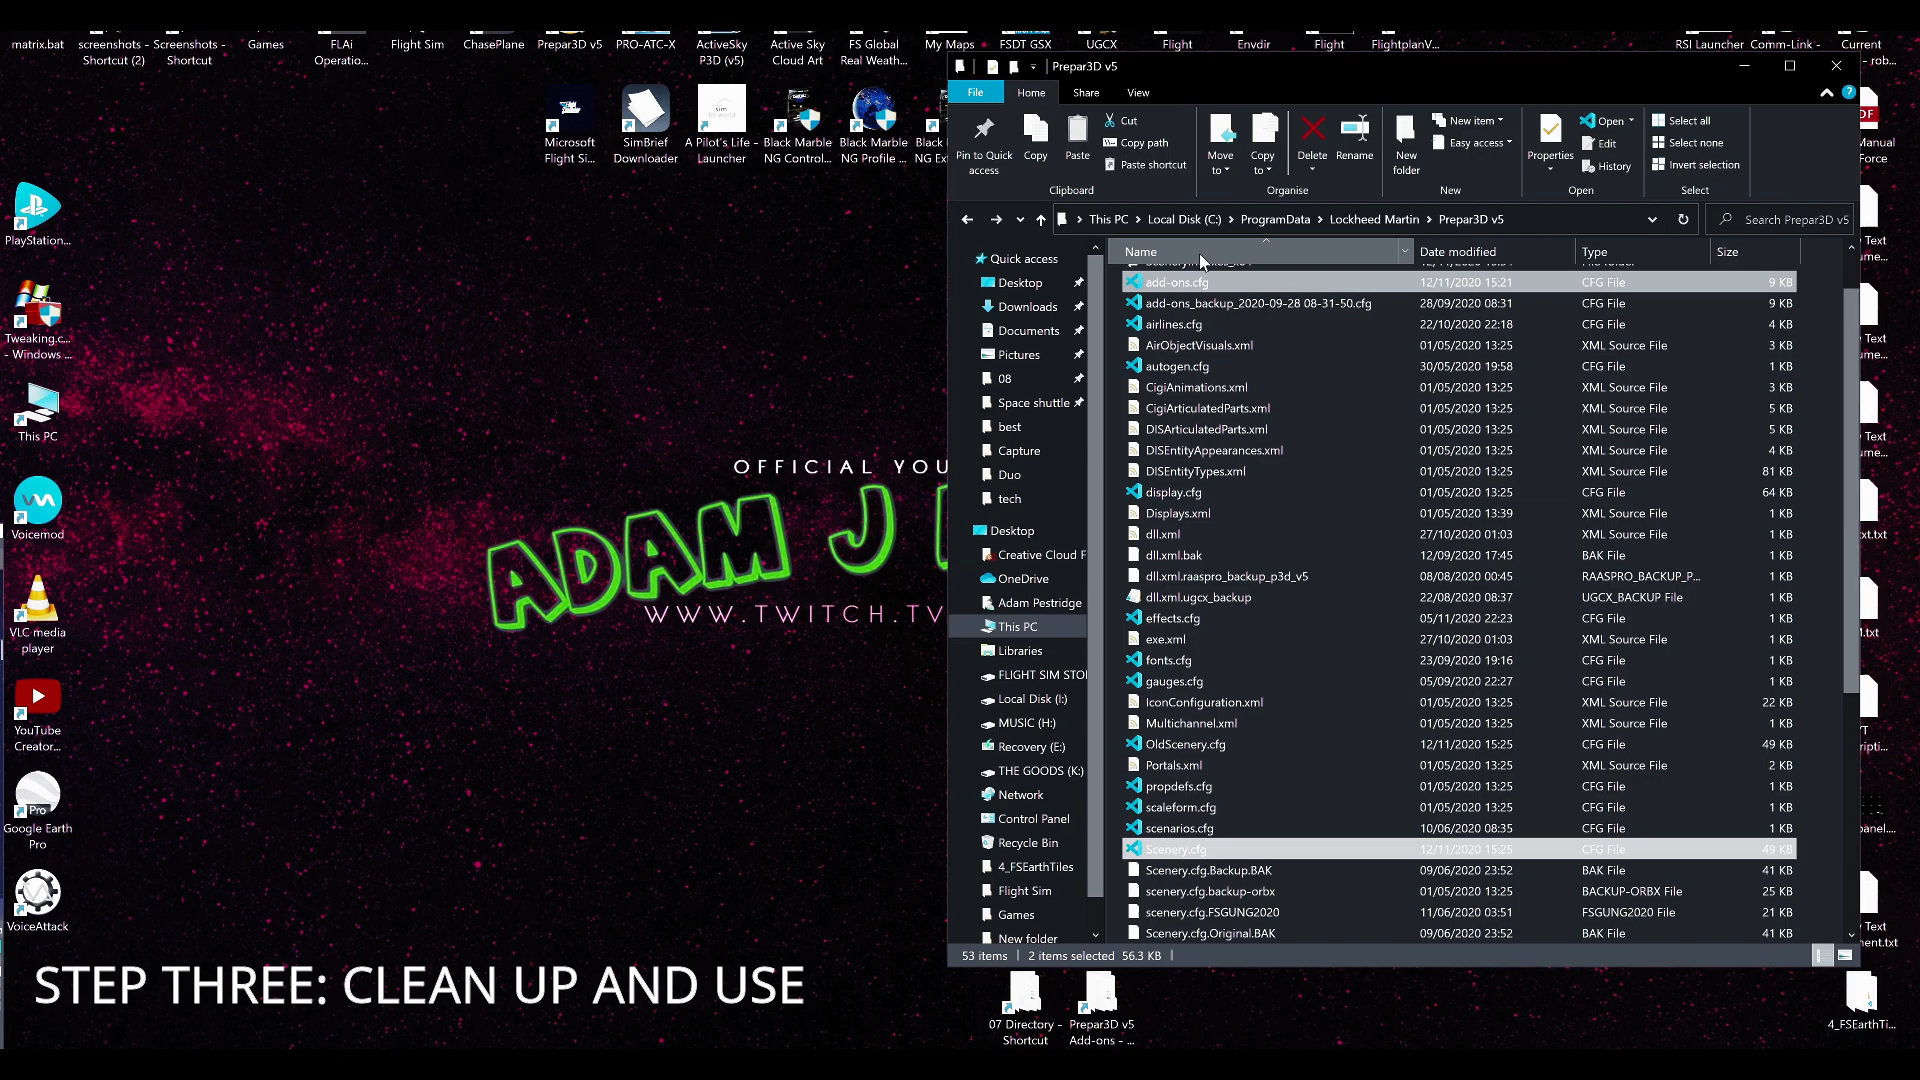 matrix.bat
screenshots -
Shortcut (2)
Screenshots -
Shortcut
Games
FLAi
Operatio...
Flight Sim
ChasePlane
Prepar3D v5
PRO-ATC-X
ActiveSky
P3D (v5)
Active Sky
Cloud Art
FS Global
Real Weath...
My Maps
FSDT GSX
UGCX
Flight
Envdir
Flight
FlightplanV...
RSI Launcher
Comm-Link -
Current
- rob...
Microsoft
Flight Si...
SimBrief
Downloader
A Pilot's Life -
Launcher
Black Marble
NG Control...
Black Marble
NG Profile ...
Prepar3D v5
File
Home
Share
View
Pin to Quick
access
Copy
Paste
Cut
Copy path
Paste shortcut
Clipboard
Move
to
Copy
to
Delete
Rename
Organise
New
folder
New item
Easy access
New
Properties
Open
Edit
History
Open
Select all
Select none
Invert selection
Select
This PC
Local Disk (C:)
ProgramData
Lockheed Martin
Prepar3D v5
Search Prepar3D v5
Name
Date modified
Type
Size
add-ons.cfg 12/11/2020 15:21 CFG File 9 KB
add-ons_backup_2020-09-28 08-31-50.cfg 28/09/2020 08:31 CFG File 9 KB
airlines.cfg 22/10/2020 22:18 CFG File 4 KB
AirObjectVisuals.xml 01/05/2020 13:25 XML Source File 3 KB
autogen.cfg 30/05/2020 19:58 CFG File 1 KB
CigiAnimations.xml 01/05/2020 13:25 XML Source File 3 KB
CigiArticulatedParts.xml 01/05/2020 13:25 XML Source File 5 KB
DISArticulatedParts.xml 01/05/2020 13:25 XML Source File 5 KB
DISEntityAppearances.xml 01/05/2020 13:25 XML Source File 4 KB
DISEntityTypes.xml 01/05/2020 13:25 XML Source File 81 KB
display.cfg 01/05/2020 13:25 CFG File 64 KB
Displays.xml 01/05/2020 13:39 XML Source File 1 KB
dll.xml 27/10/2020 01:03 XML Source File 1 KB
dll.xml.bak 12/09/2020 17:45 BAK File 1 KB
dll.xml.raaspro_backup_p3d_v5 08/08/2020 00:45 RAASPRO_BACKUP_P... 1 KB
dll.xml.ugcx_backup 22/08/2020 08:37 UGCX_BACKUP File 1 KB
effects.cfg 05/11/2020 22:23 CFG File 1 KB
exe.xml 27/10/2020 01:03 XML Source File 1 KB
fonts.cfg 23/09/2020 19:16 CFG File 1 KB
gauges.cfg 05/09/2020 22:27 CFG File 1 KB
IconConfiguration.xml 01/05/2020 13:25 XML Source File 22 KB
Multichannel.xml 01/05/2020 13:25 XML Source File 1 KB
OldScenery.cfg 12/11/2020 15:25 CFG File 49 KB
Portals.xml 01/05/2020 13:25 XML Source File 2 KB
propdefs.cfg 01/05/2020 13:25 CFG File 1 KB
scaleform.cfg 01/05/2020 13:25 CFG File 1 KB
scenarios.cfg 10/06/2020 08:35 CFG File 1 KB
Scenery.cfg 12/11/2020 15:25 CFG File 49 KB
Scenery.cfg.Backup.BAK 09/06/2020 23:52 BAK File 41 KB
scenery.cfg.backup-orbx 01/05/2020 13:25 BACKUP-ORBX File 25 KB
scenery.cfg.FSGUNG2020 11/06/2020 03:51 FSGUNG2020 File 21 KB
Scenery.cfg.Original.BAK 09/06/2020 23:52 BAK File 41 KB
Quick access
Desktop
Downloads
Documents
Pictures
08
Space shuttle
best
Capture
Duo
tech
Desktop
Creative Cloud F
OneDrive
Adam Pestridge
This PC
Libraries
FLIGHT SIM STO
Local Disk (I:)
MUSIC (H:)
Recovery (E:)
THE GOODS (K:)
Network
Control Panel
Recycle Bin
4_FSEarthTiles
Flight Sim
Games
New folder
53 items
2 items selected 56.3 KB
PlayStation...
Tweaking.c...
- Windows ...
This PC
Voicemod
VLC media
player
YouTube
Creator...
Pro
Google Earth
Pro
VoiceAttack
OFFICIAL YOU
ADAM J
WWW.TWITCH.TV
STEP THREE: CLEAN UP AND USE
07 Directory -
Shortcut
Prepar3D v5
Add-ons - ...
4_FSEarthTi...